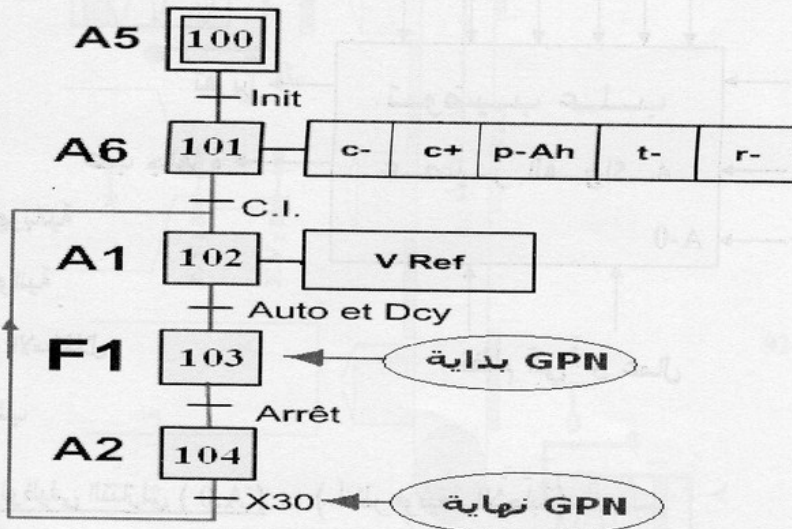 A5 100
Init
A6 101 c- c+ p-Ah t- r-
C.I.
A1 102 V Ref
Auto et Dcy
F1 103 بداية GPN
Arrêt
A2 104
X30 نهاية GPN